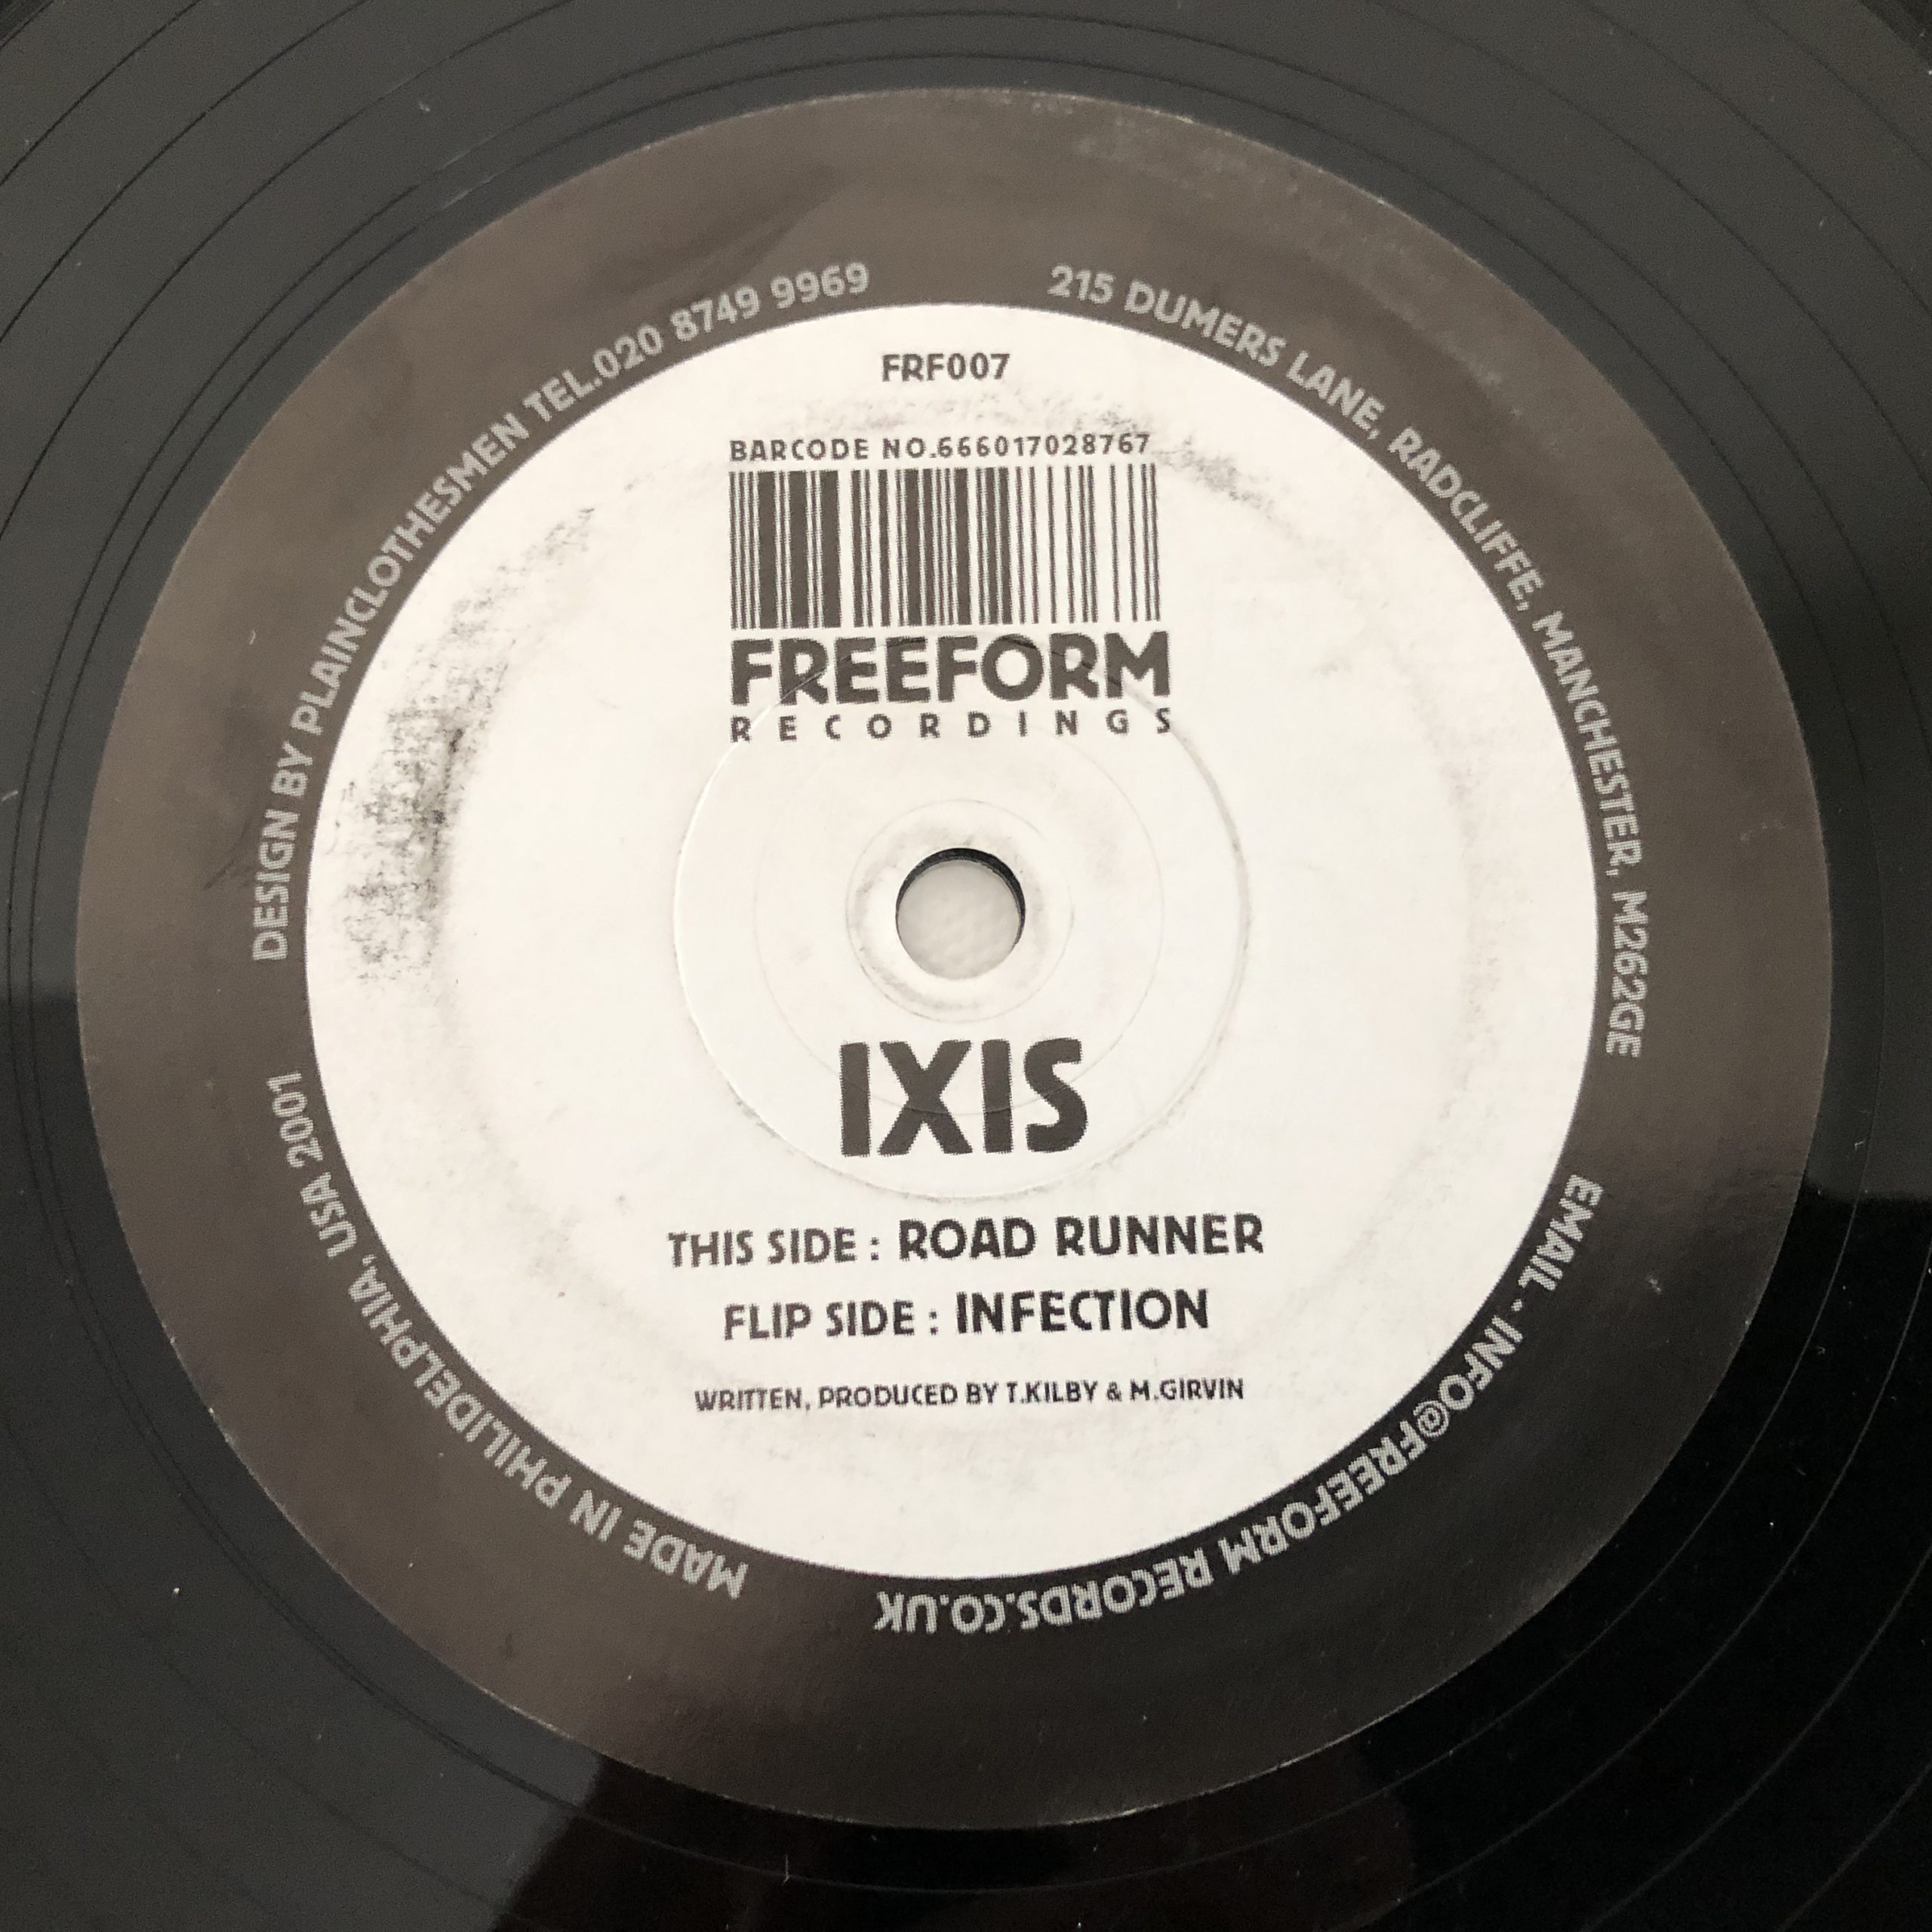 DESIGN BY PLAINCLOTHESMEN TEL.020 8749 9969
215 DUMERS LANE, RADCLIFFE, MANCHESTER, M262GE
EMAIL - INFO@FREEFORM RECORDS.CO.UK
MADE IN PHILIDELPHIA, USA 2001
FRF007
BARCODE NO.666017028767
FREEFORM
RECORDINGS
IXIS
THIS SIDE : ROAD RUNNER
FLIP SIDE : INFECTION
WRITTEN, PRODUCED BY T.KILBY & M.GIRVIN